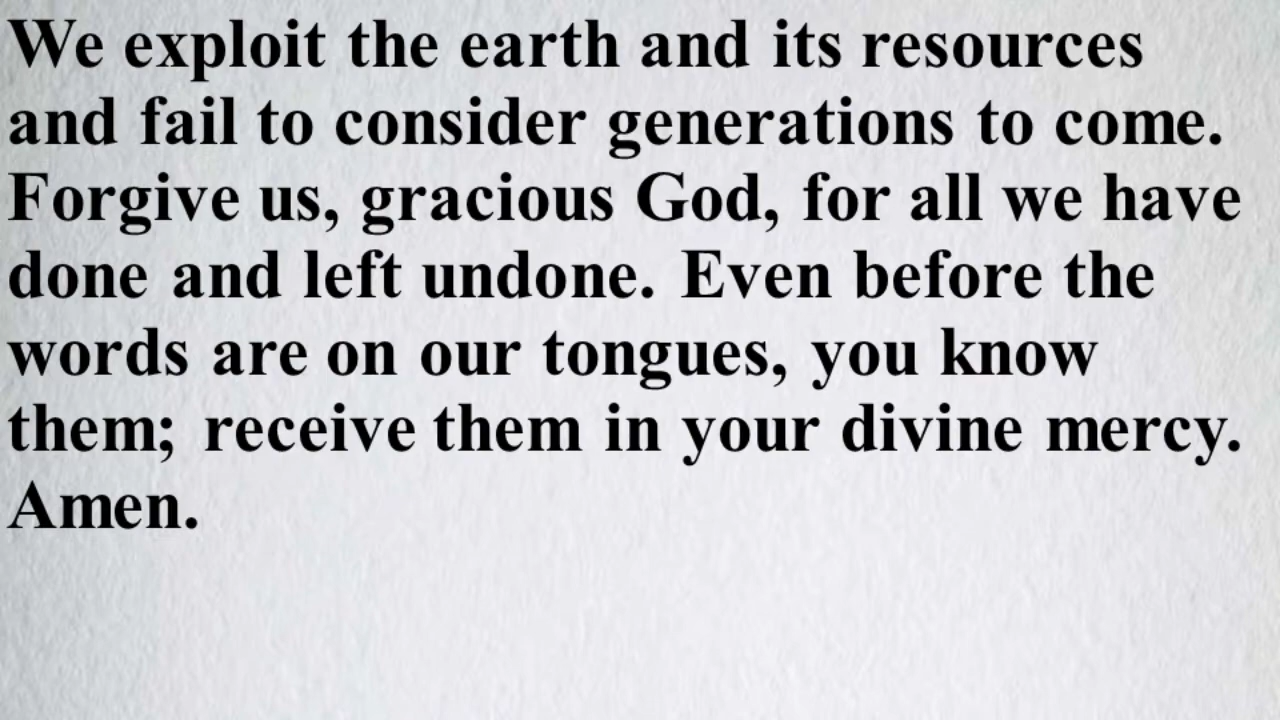 We exploit the earth and its resources
and fail to consider generations to come.
Forgive us, gracious God, for all we have
done and left undone. Even before the
words are on our tongues, you know
them; receive them in your divine mercy.
Amen.